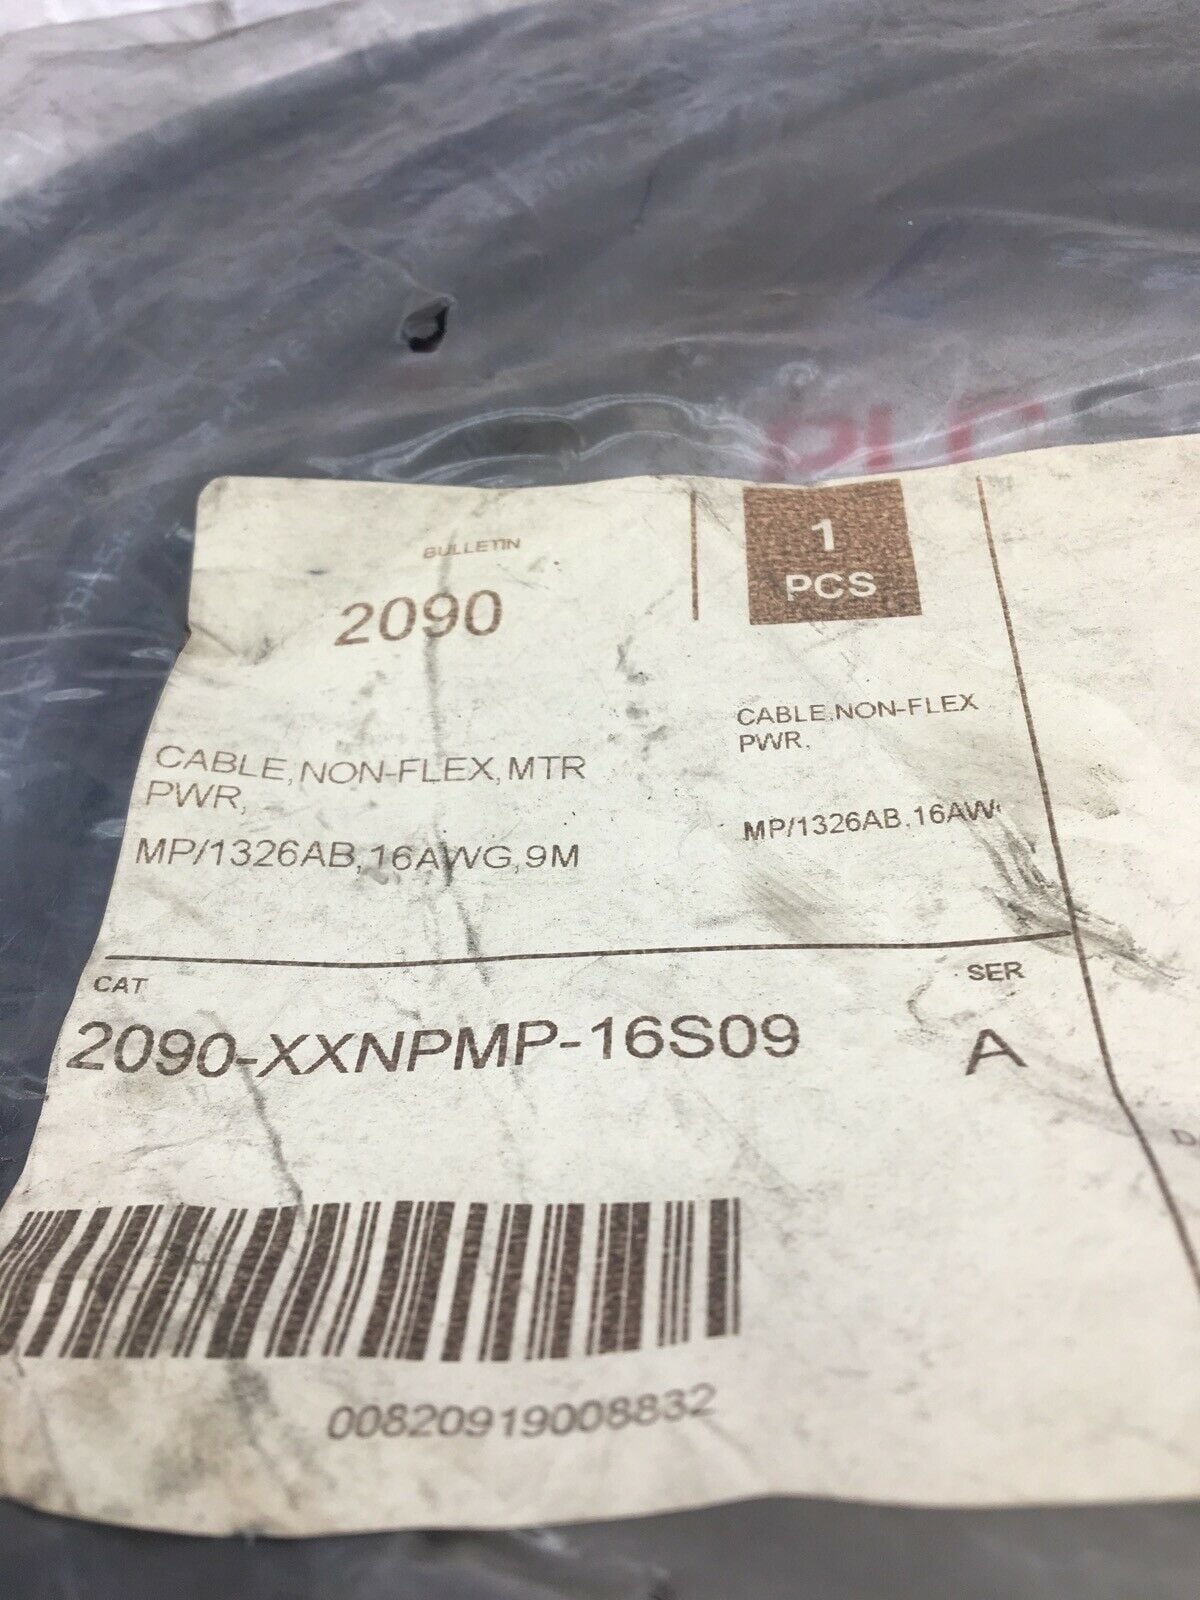 BULLETIN
2090
1
PCS
CABLE,NON-FLEX,MTR
PWR,
MP/1326AB,16AWG,9M
CABLE,NON-FLEX
PWR,
MP/1326AB,16AW
CAT
2090-XXNPMP-16S09
SER
A
00820919008832